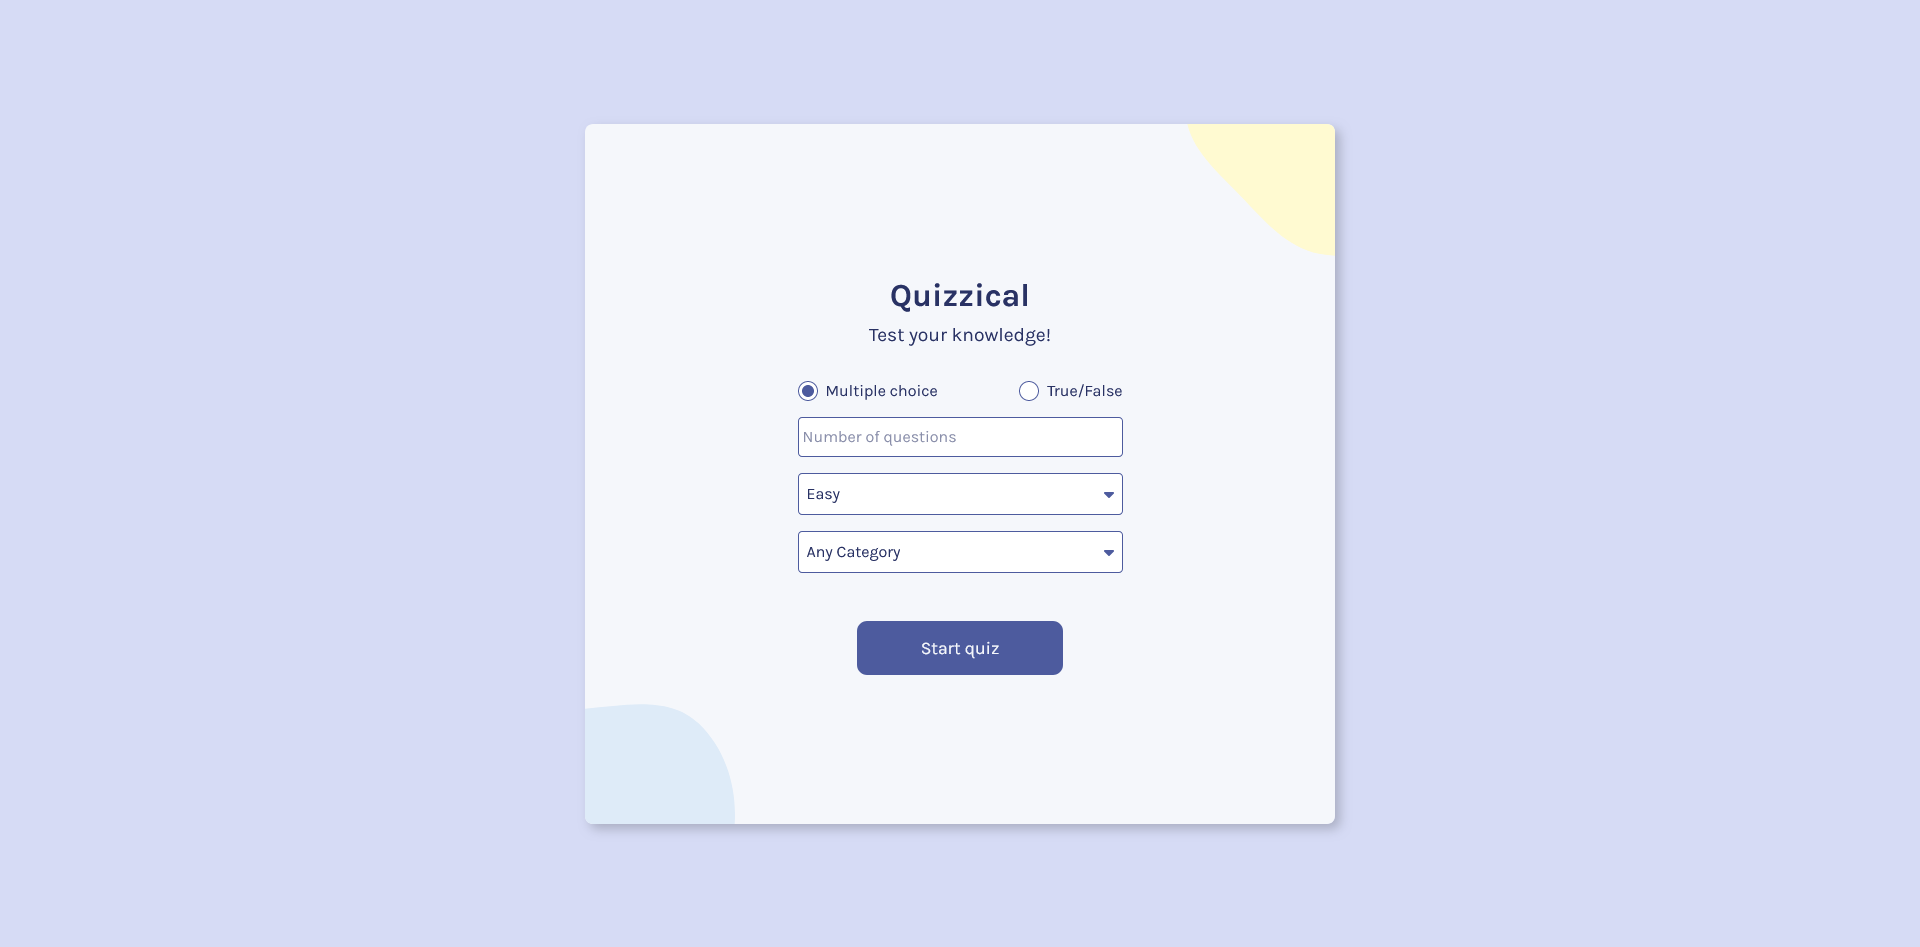 Quizzical
Test your knowledge!
Multiple choice True/False
Number of questions
Easy
Any Category
Start quiz